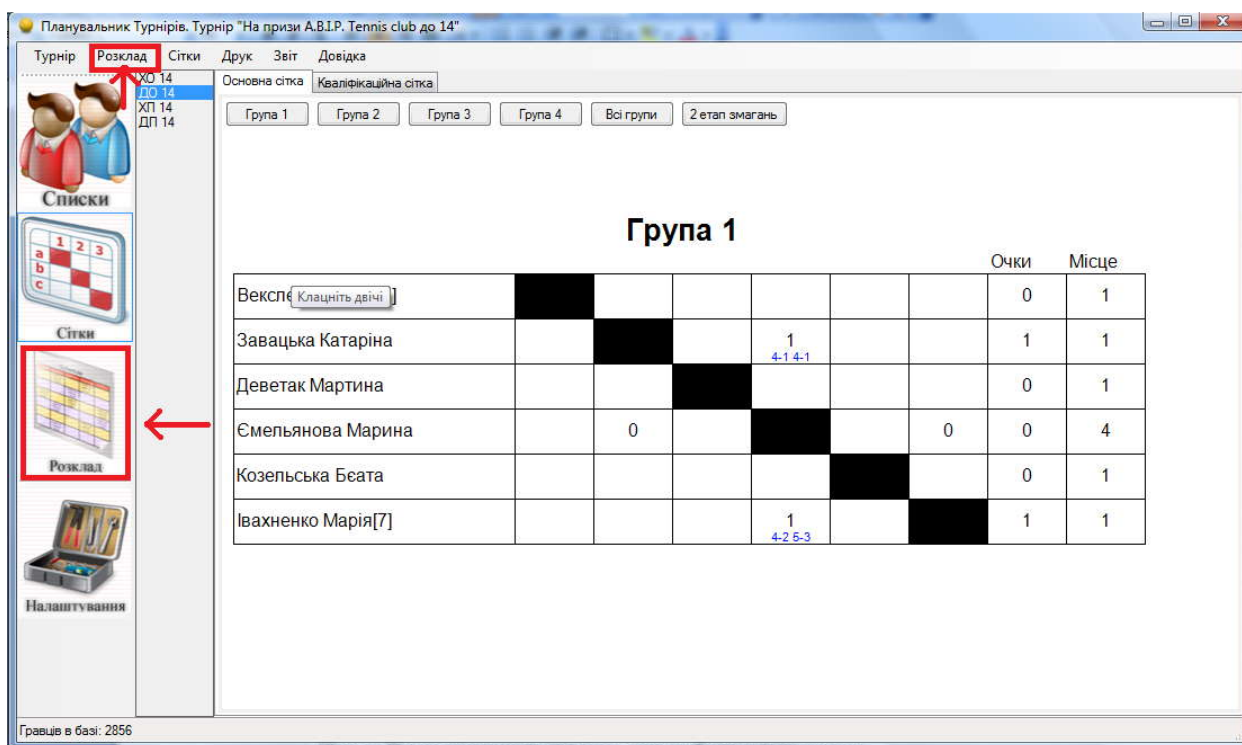 Планувальник Турнірів. Турнір "На призи A.B.I.P. Tennis club до 14"
Турнір Розклад Сітки Друк Звіт Довідка
ХО 14
ДО 14
ХП 14
ДП 14
Основна сітка Кваліфікаційна сітка
Група 1 Група 2 Група 3 Група 4 Всі групи 2 етап змагань
Списки
1 2 3
a
b
c
Сітки
Розклад
Налаштування
Група 1
Очки Місце
Векспе Клацніть двічі ] 0 1
Завацька Катаріна 1 1 1
4-1 4-1
Деветак Мартина 0 1
Ємельянова Марина 0 0 0 4
Козельська Бєата 0 1
Івахненко Марія[7] 1 1 1
4-2 5-3
Гравців в базі: 2856